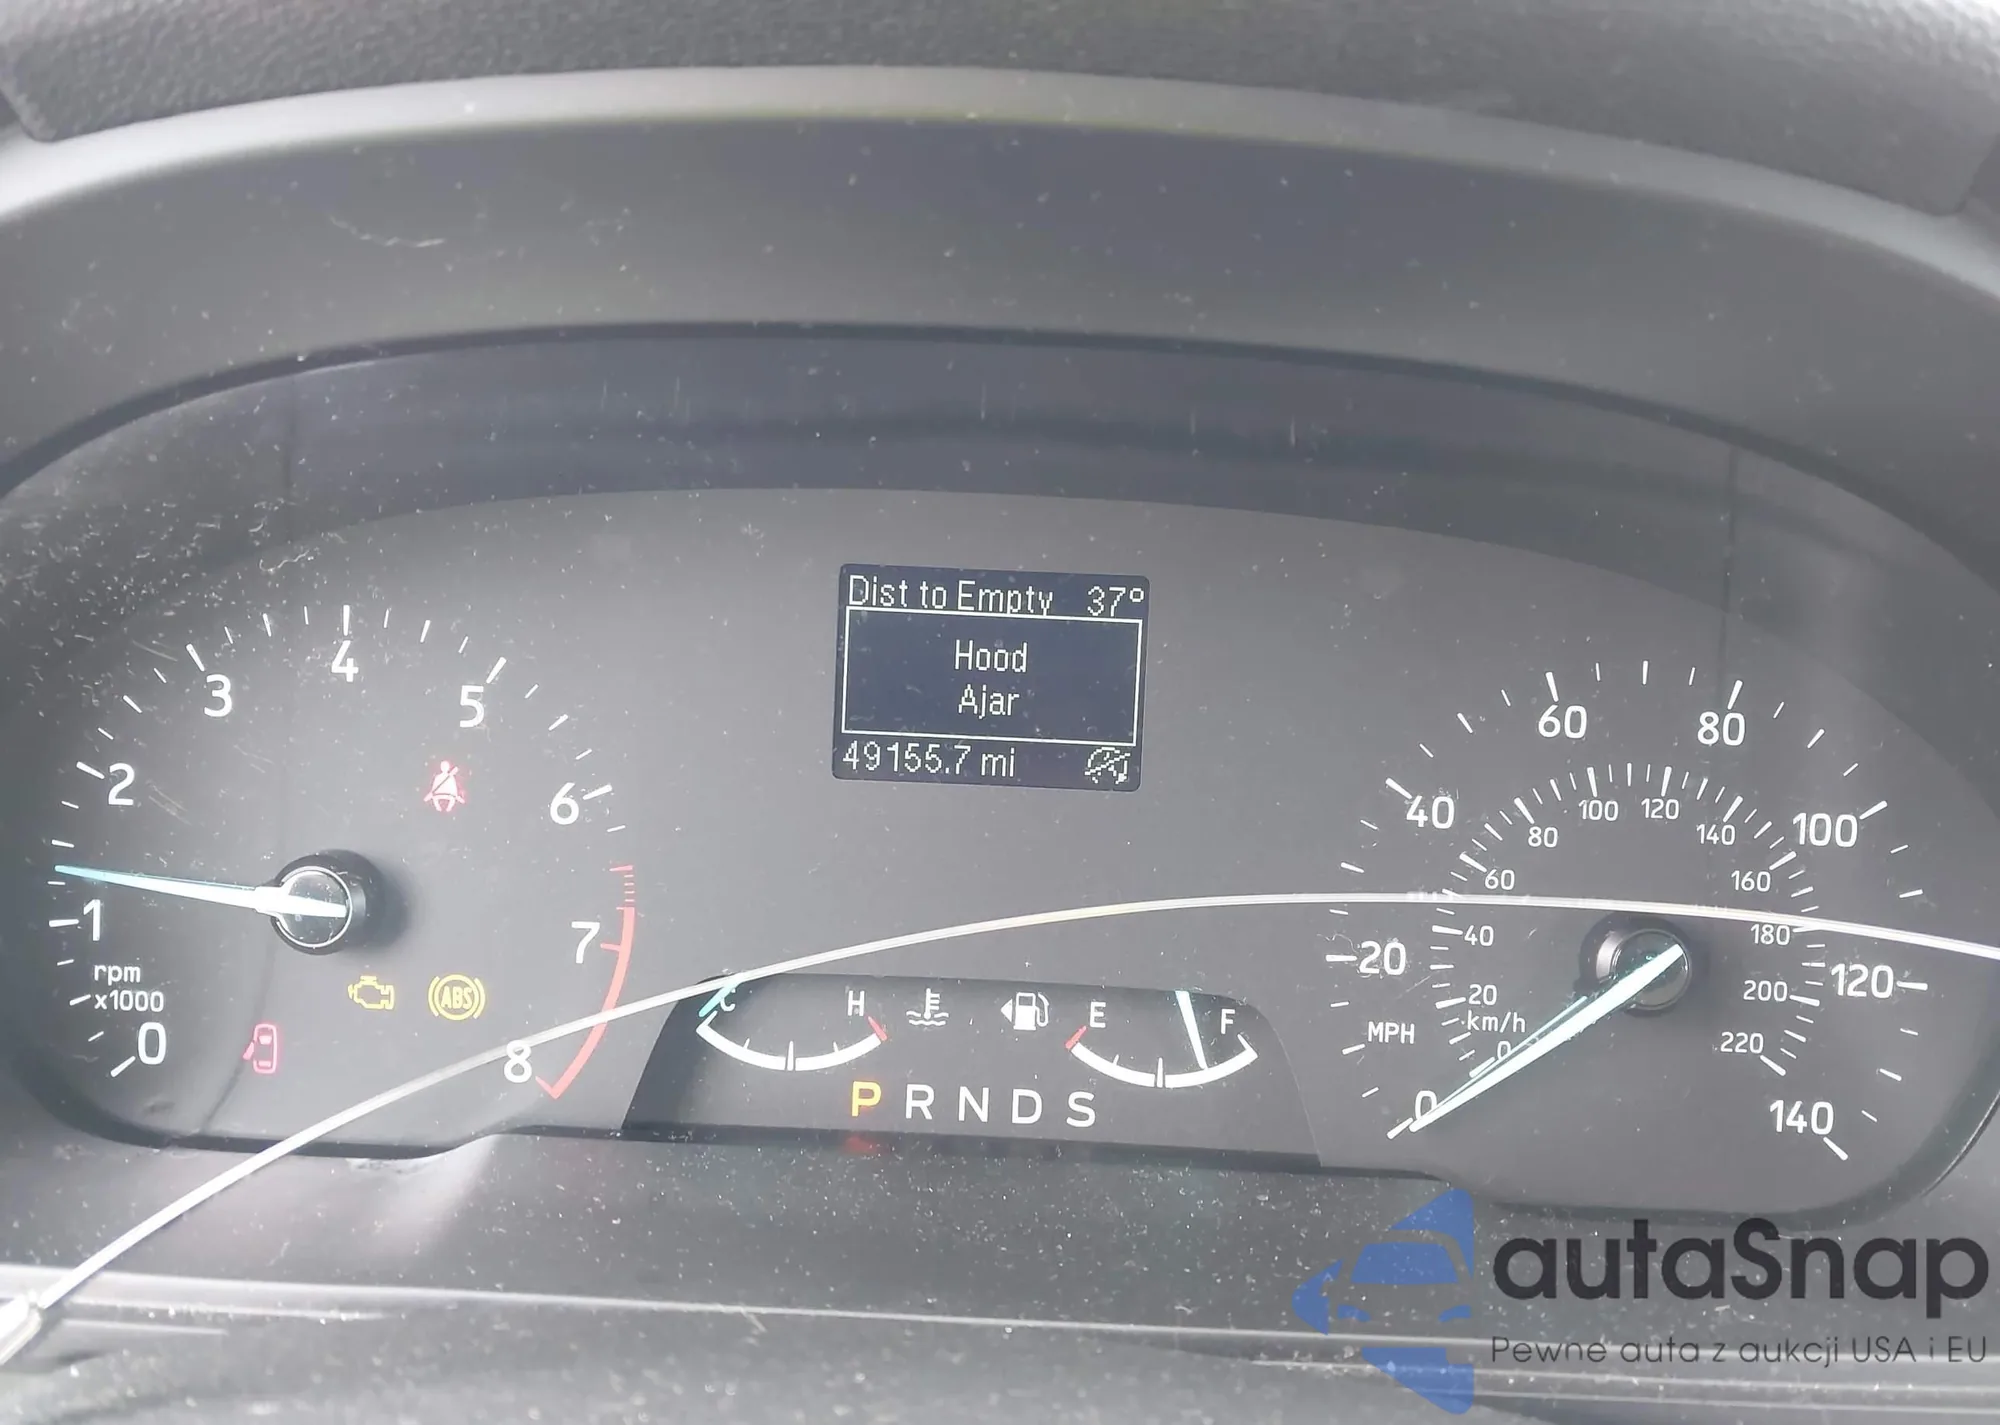 Dist to Empty 37°
Hood
Ajar
49155.7 mi
0
1
2
3
4
5
6
7
8
rpm
x1000
ABS
C
H
E
F
P R N D S
0
20
40
60
80
100
120
140
MPH
0
20
40
60
80
100
120
140
160
180
200
220
km/h
autaSnap
Pewne auta z aukcji USA i EU